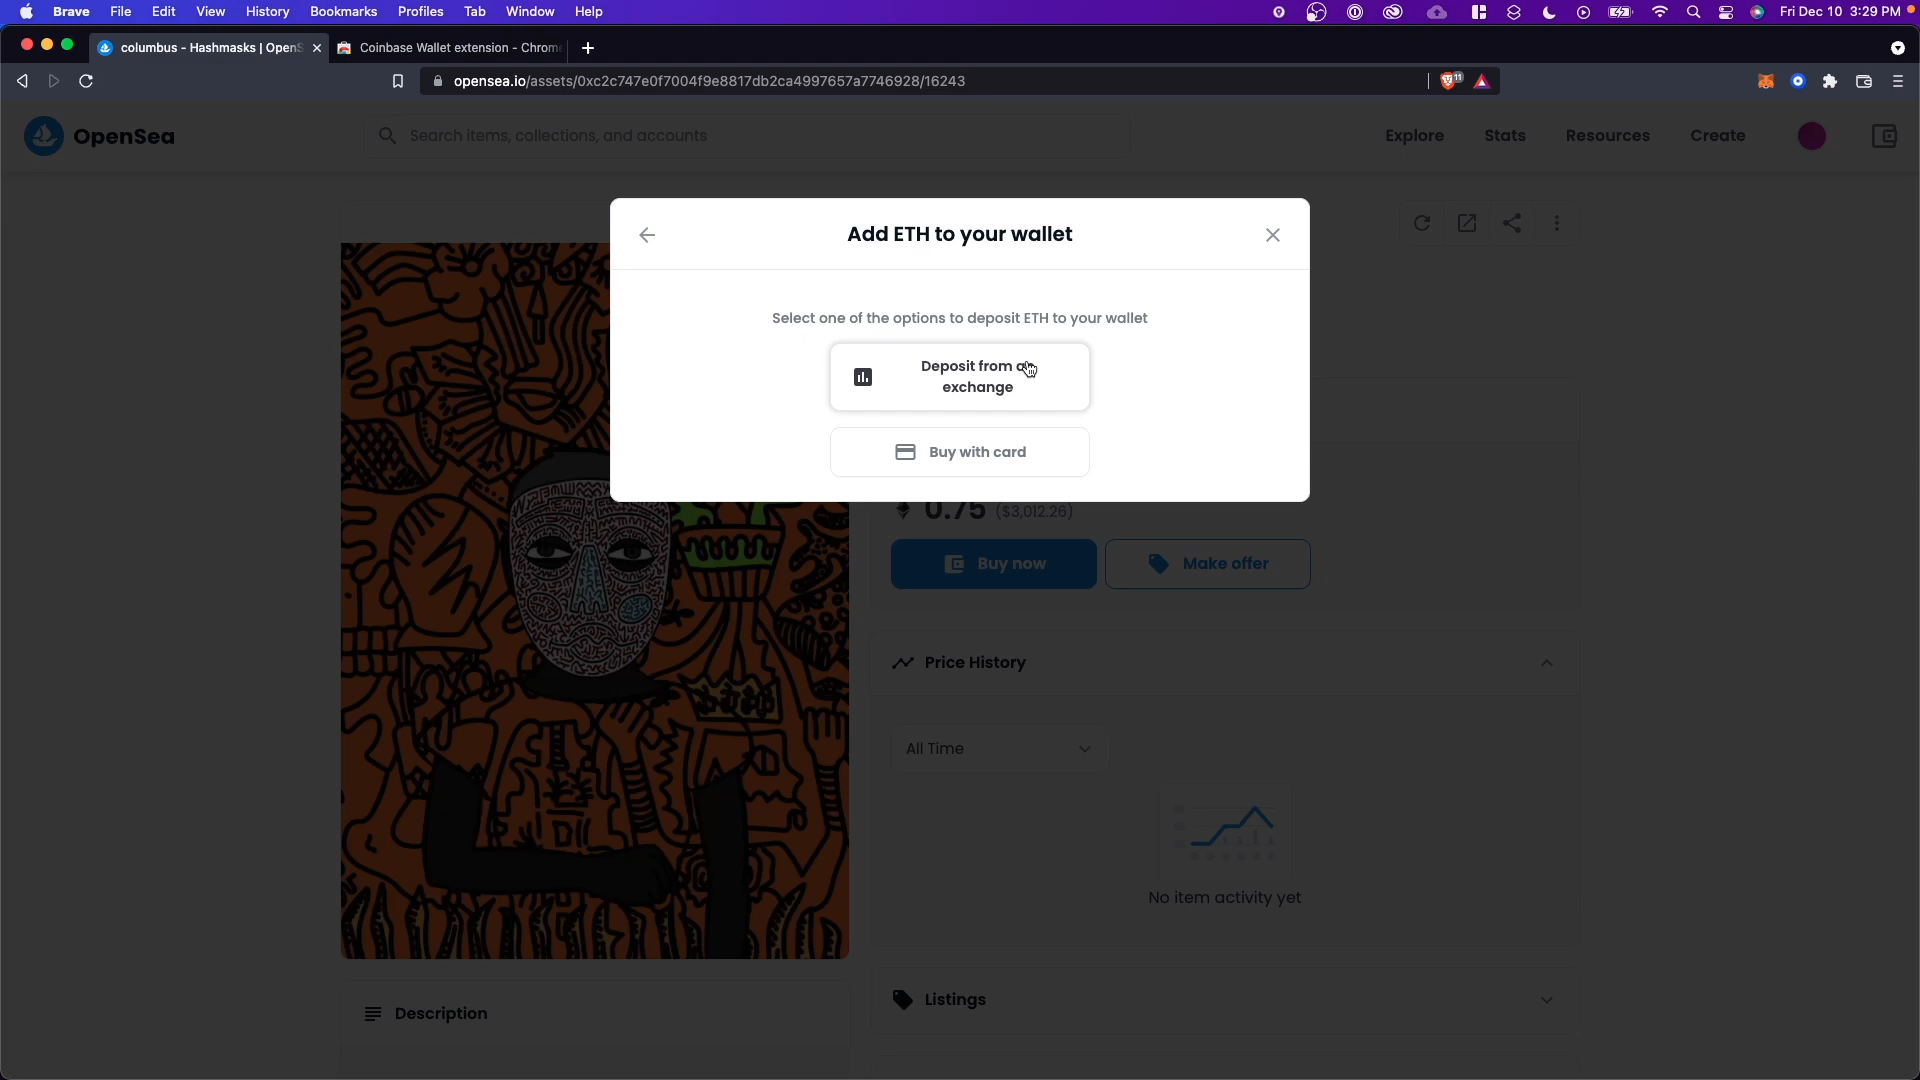 Brave File Edit View History Bookmarks Profiles Tab Window Help Fri Dec 10 3:29 PM
columbus - Hashmasks | OpenS Coinbase Wallet extension - Chrom
opensea.io/assets/0xc2c747e0f7004f9e8817db2ca4997657a7746928/16243 11
OpenSea Search items, collections, and accounts Explore Stats Resources Create
Add ETH to your wallet
Select one of the options to deposit ETH to your wallet
Deposit from an
exchange
Buy with card
0.75 ($3,012.26)
Buy now Make offer
Price History
All Time
No item activity yet
Listings
Description